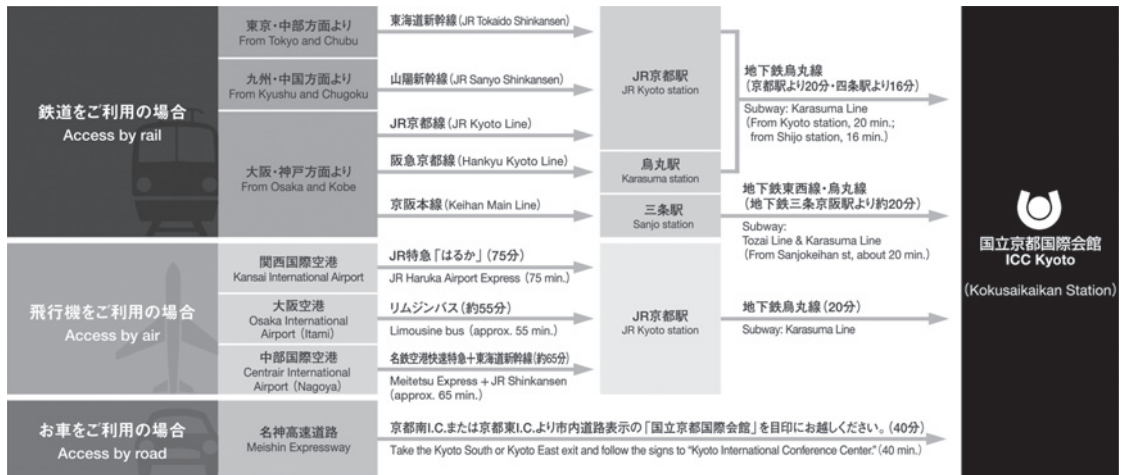 鉄道をご利用の場合
Access by rail
東京・中部方面より
From Tokyo and Chubu
東海道新幹線(JR Tokaido Shinkansen)
九州・中国方面より
From Kyushu and Chugoku
山陽新幹線(JR Sanyo Shinkansen)
大阪・神戸方面より
From Osaka and Kobe
JR京都線(JR Kyoto Line)
阪急京都線(Hankyu Kyoto Line)
京阪本線(Keihan Main Line)
JR京都駅
JR Kyoto station
烏丸駅
Karasuma station
三条駅
Sanjo station
地下鉄烏丸線
(京都駅より20分・四条駅より16分)
Subway: Karasuma Line
(From Kyoto station, 20 min.;
from Shijo station, 16 min.)
地下鉄東西線・烏丸線
(地下鉄三条京阪駅より約20分)
Subway:
Tozai Line & Karasuma Line
(From Sanjokeihan st, about 20 min.)
飛行機をご利用の場合
Access by air
関西国際空港
Kansai International Airport
JR特急「はるか」(75分)
JR Haruka Airport Express (75 min.)
大阪空港
Osaka International
Airport (Itami)
リムジンバス(約55分)
Limousine bus (approx. 55 min.)
中部国際空港
Centrair International
Airport (Nagoya)
名鉄空港快速特急+東海道新幹線(約65分)
Meitetsu Express + JR Shinkansen
(approx. 65 min.)
JR京都駅
JR Kyoto station
地下鉄烏丸線(20分)
Subway: Karasuma Line
お車をご利用の場合
Access by road
名神高速道路
Meishin Expressway
京都南I.C.または京都東I.C.より市内道路表示の「国立京都国際会館」を目印にお越しください。(40分)
Take the Kyoto South or Kyoto East exit and follow the signs to "Kyoto International Conference Center." (40 min.)
国立京都国際会館
ICC Kyoto
(Kokusaikaikan Station)